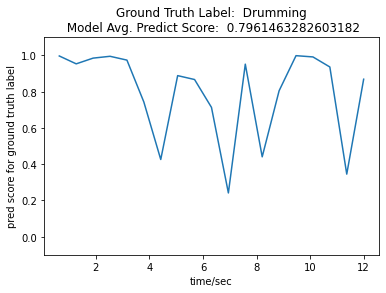 Ground Truth Label:  Drumming
Model Avg. Predict Score:  0.7961463282603182
pred score for ground truth label
1.0
0.8
0.6
0.4
0.2
0.0
2 4 6 8 10 12
time/sec